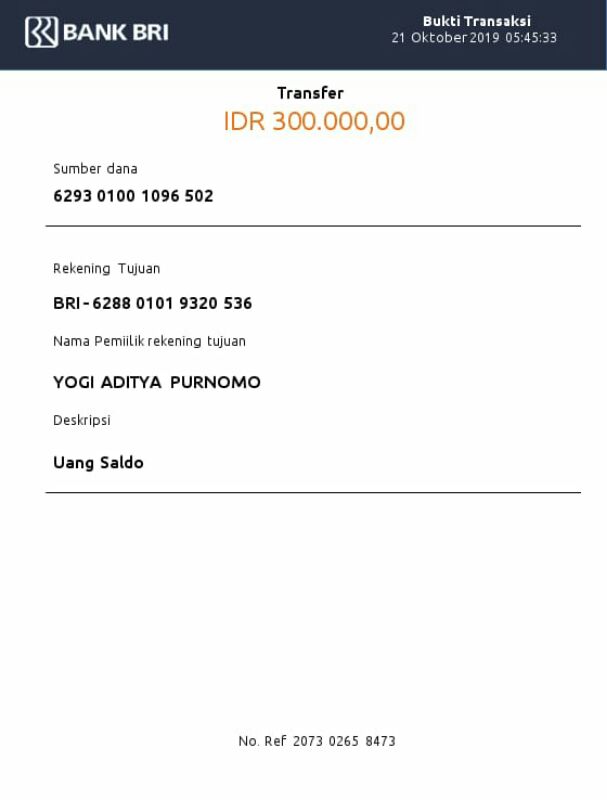 BANK BRI
Bukti Transaksi
21 Oktober 2019 05:45:33
Transfer
IDR 300.000,00
Sumber dana
6293 0100 1096 502
Rekening Tujuan
BRI - 6288 0101 9320 536
Nama Pemiilik rekening tujuan
YOGI ADITYA PURNOMO
Deskripsi
Uang Saldo
No. Ref 2073 0265 8473